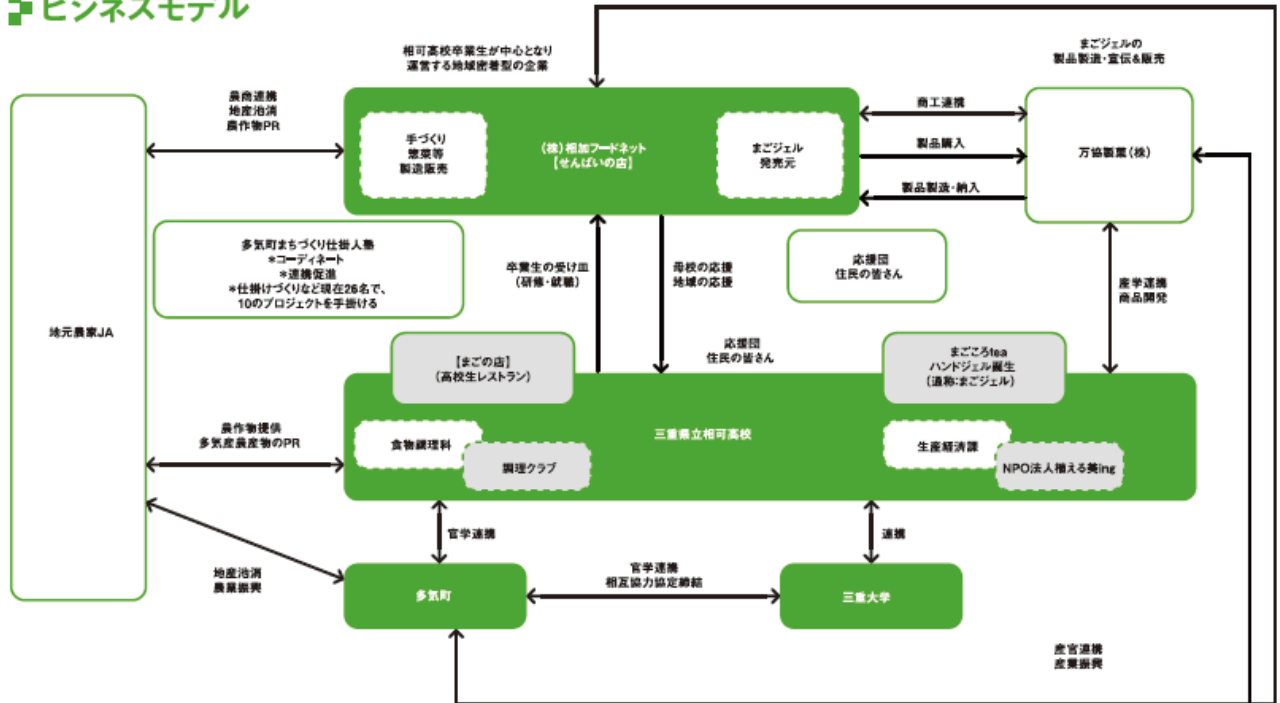 ビジネスモデル
相可高校卒業生が中心となり
運営する地域密着型の企業
まごジェルの
製品製造・宣伝&販売
農商連携
地産池消
農作物PR
手づくり
惣菜等
製造販売
(株)相加フードネット
【せんぱいの店】
まごジェル
発売元
商工連携
製品購入
製品製造・納入
万協製薬(株)
多気町まちづくり仕掛人塾
*コーディネート
*連携促進
*仕掛けづくりなど現在26名で、
10のプロジェクトを手掛ける
卒業生の受け皿
(研修・就職)
母校の応援
地域の応援
応援団
住民の皆さん
産学連携
商品開発
地元農家JA
【まごの店】
(高校生レストラン)
応援団
住民の皆さん
まごころtea
ハンドジェル誕生
(通称:まごジェル)
農作物提供
多気産農産物のPR
三重県立相可高校
食物調理科
調理クラブ
生産経済課
NPO法人植える美ing
官学連携
連携
地産池消
農業振興
多気町
官学連携
相互協力協定締結
三重大学
産官連携
産業振興